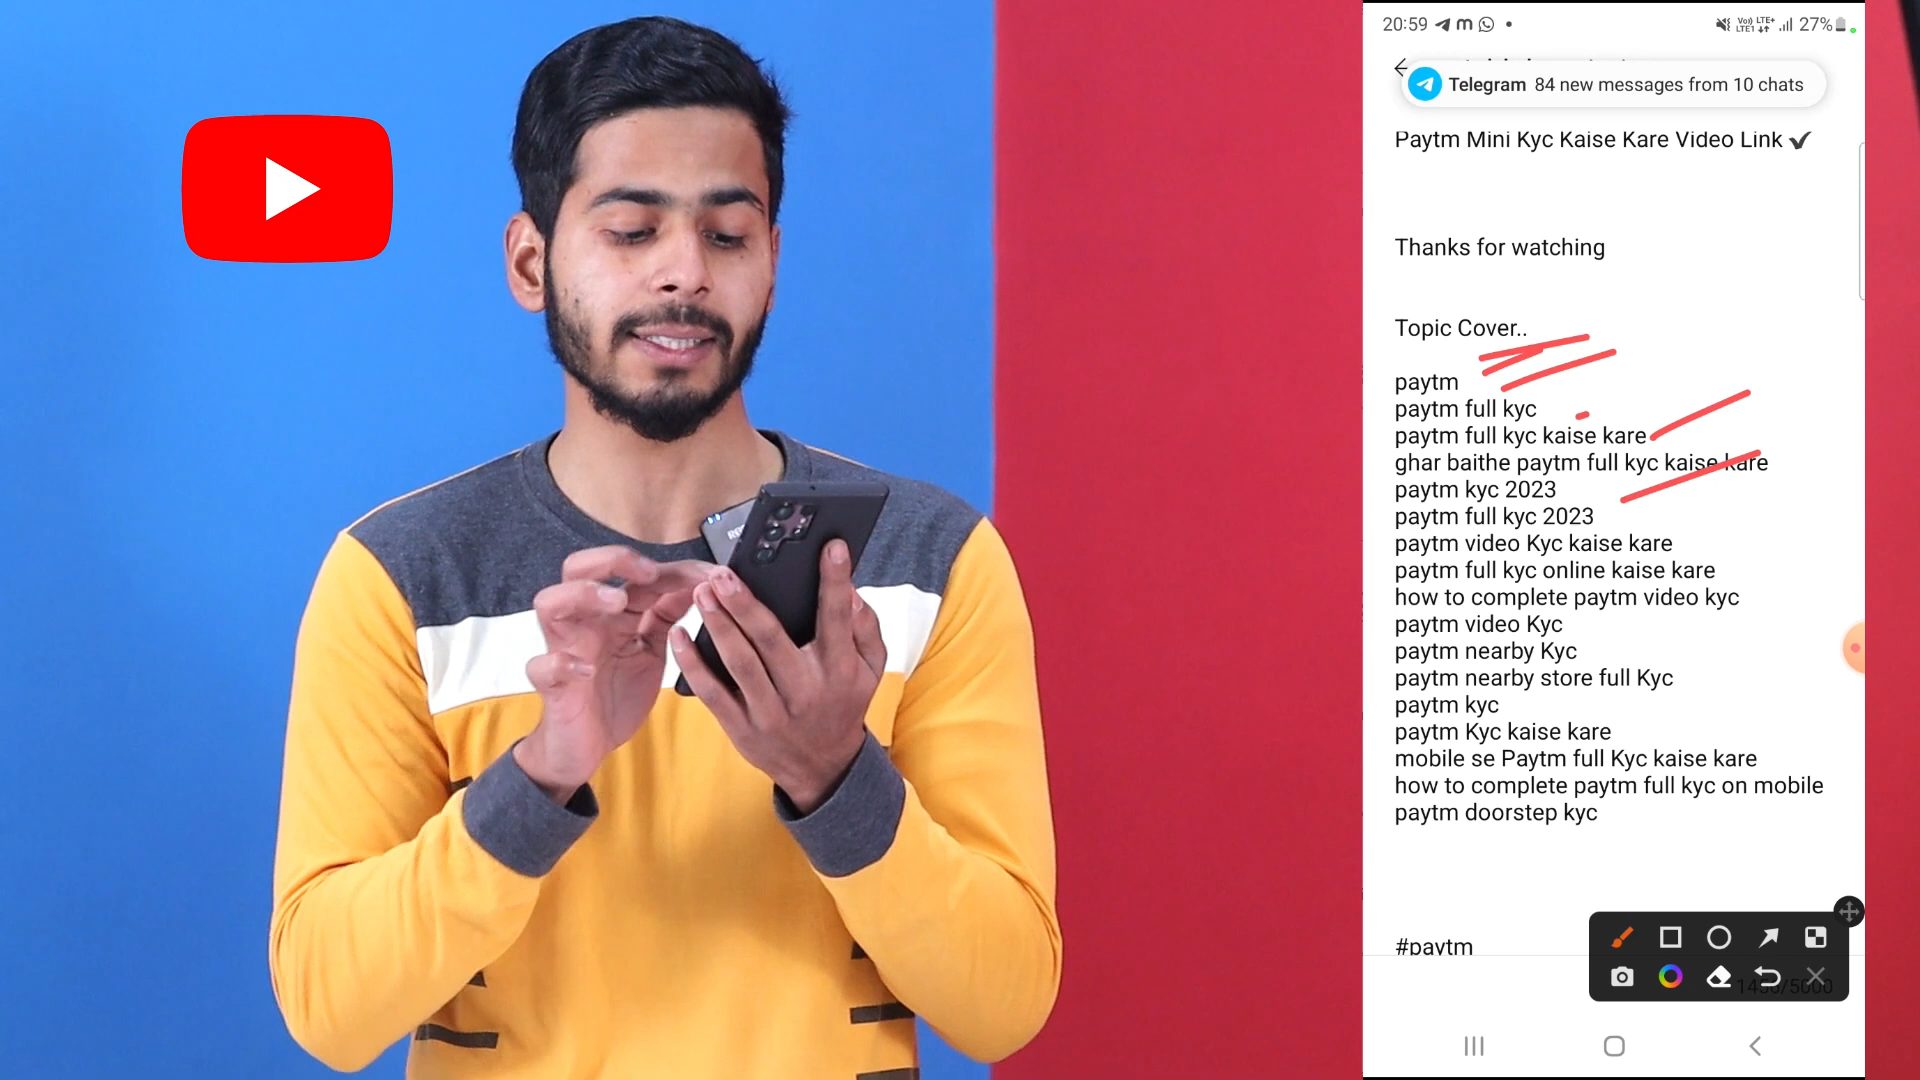 20:59
27%
Telegram 84 new messages from 10 chats
Paytm Mini Kyc Kaise Kare Video Link ✔
Thanks for watching
Topic Cover..
paytm
paytm full kyc
paytm full kyc kaise kare
ghar baithe paytm full kyc kaise kare
paytm kyc 2023
paytm full kyc 2023
paytm video Kyc kaise kare
paytm full kyc online kaise kare
how to complete paytm video kyc
paytm video Kyc
paytm nearby Kyc
paytm nearby store full Kyc
paytm kyc
paytm Kyc kaise kare
mobile se Paytm full Kyc kaise kare
how to complete paytm full kyc on mobile
paytm doorstep kyc
#paytm